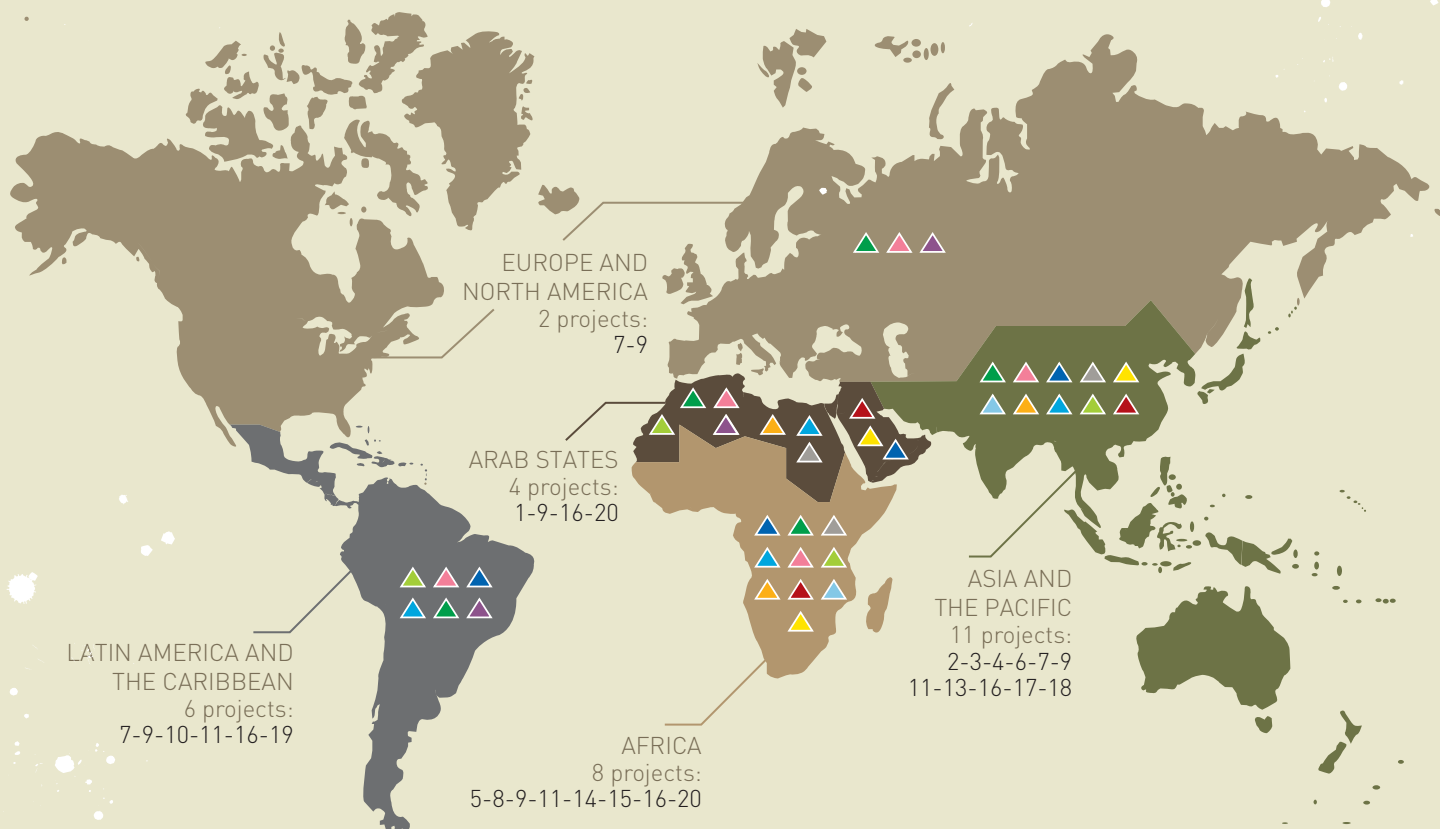 EUROPE AND
NORTH AMERICA
2 projects:
7-9
ARAB STATES
4 projects:
1-9-16-20
ASIA AND
THE PACIFIC
11 projects:
2-3-4-6-7-9
11-13-16-17-18
LATIN AMERICA AND
THE CARIBBEAN
6 projects:
7-9-10-11-16-19
AFRICA
8 projects:
5-8-9-11-14-15-16-20